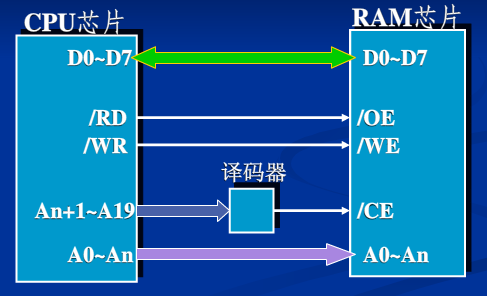 CPU芯片
RAM芯片
D0~D7
D0~D7
/RD
/OE
/WR
/WE
译码器
An+1~A19
/CE
A0~An
A0~An